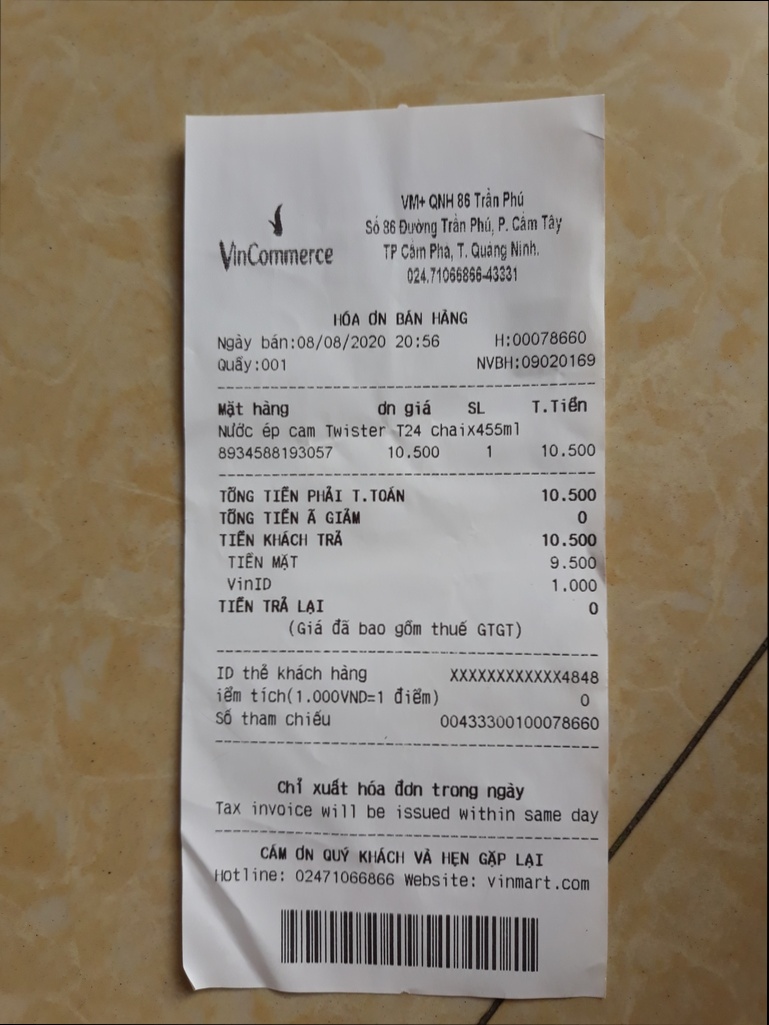 VinCommerce
VM+ QNH 86 Trần Phú
Số 86 Đường Trần Phú, P. Cẩm Tây
TP Cẩm Phả, T. Quảng Ninh.
024.71066866-43331
HÓA ƠN BÁN HÀNG
Ngày bán:08/08/2020 20:56 H:00078660
Quầy:001 NVBH:09020169
Mặt hàng ơn giá SL T.Tiền
Nước ép cam Twister T24 chaix455ml
8934588193057 10.500 1 10.500
TỔNG TIỀN PHẢI T.TOÁN 10.500
TỔNG TIỀN Ã GIẢM 0
TIỀN KHÁCH TRẢ 10.500
TIỀN MẶT 9.500
VinID 1.000
TIỀN TRẢ LẠI 0
(Giá đã bao gồm thuế GTGT)
ID thẻ khách hàng XXXXXXXXXXXX4848
iểm tích(1.000VND=1 điểm) 0
Số tham chiếu 00433300100078660
Chỉ xuất hóa đơn trong ngày
Tax invoice will be issued within same day
CÁM ƠN QUÝ KHÁCH VÀ HẸN GẶP LẠI
Hotline: 02471066866 Website: vinmart.com